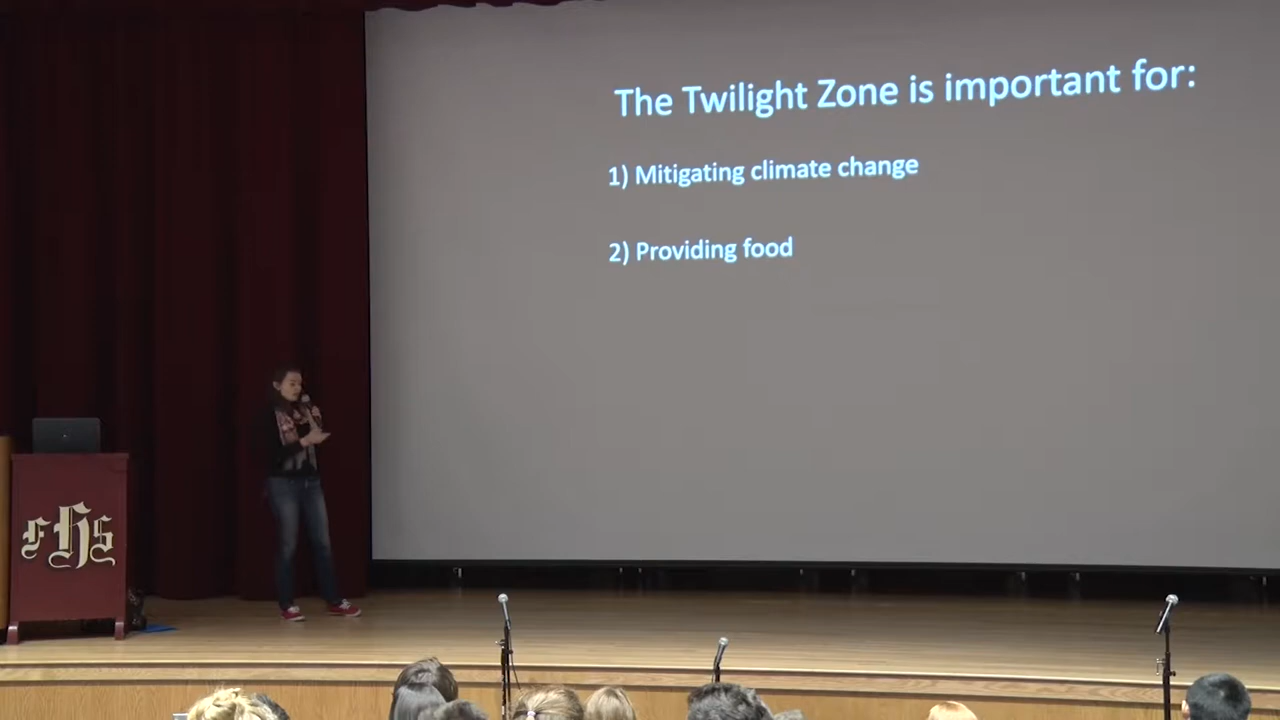 The Twilight Zone is important for:
1) Mitigating climate change
2) Providing food
FHS